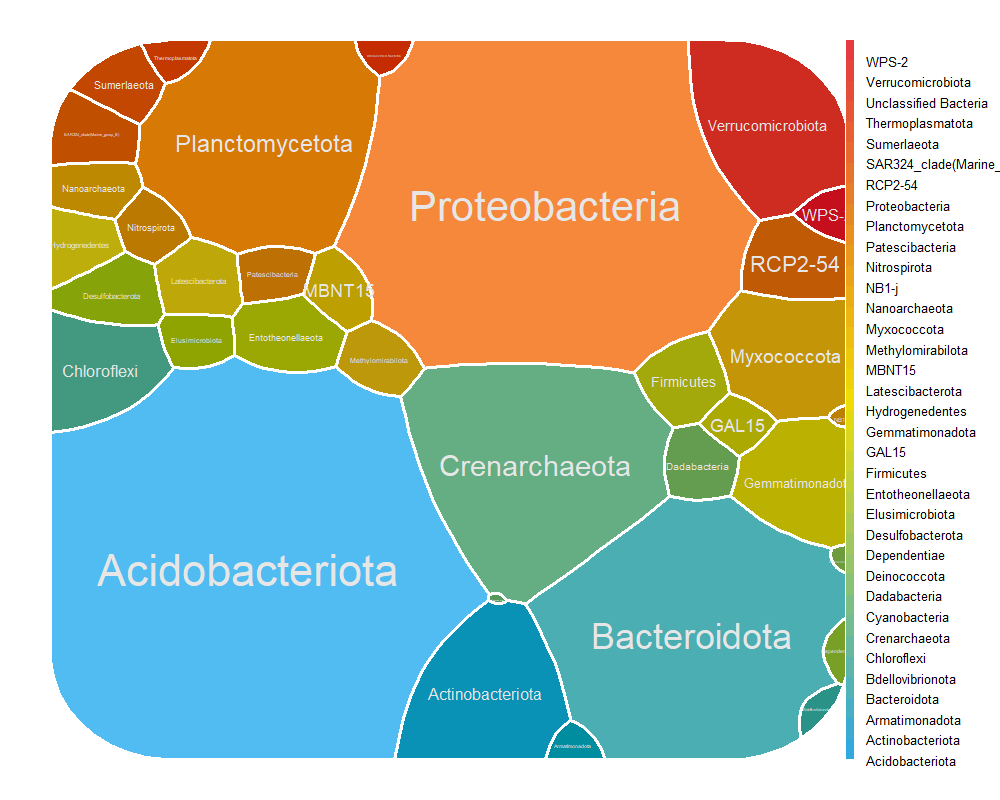 Thermoplasmatota
Sumerlaeota
SAR324_clade(Marine_group_B)
Planctomycetota
Proteobacteria
Verrucomicrobiota
Nanoarchaeota
WPS-
Nitrospirota
Hydrogenedentes
RCP2-54
Latescibacterota
Patescibacteria
MBNT15
Desulfobacterota
Elusimicrobiota
Entotheonellaeota
Methylomirabilota
Myxococcota
Chloroflexi
Firmicutes
GAL15
Crenarchaeota
Dadabacteria
Gemmatimonadot
Acidobacteriota
Bacteroidota
Actinobacteriota
Armatimonadota
WPS-2
Verrucomicrobiota
Unclassified Bacteria
Thermoplasmatota
Sumerlaeota
SAR324_clade(Marine_
RCP2-54
Proteobacteria
Planctomycetota
Patescibacteria
Nitrospirota
NB1-j
Nanoarchaeota
Myxococcota
Methylomirabilota
MBNT15
Latescibacterota
Hydrogenedentes
Gemmatimonadota
GAL15
Firmicutes
Entotheonellaeota
Elusimicrobiota
Desulfobacterota
Dependentiae
Deinococcota
Dadabacteria
Cyanobacteria
Crenarchaeota
Chloroflexi
Bdellovibrionota
Bacteroidota
Armatimonadota
Actinobacteriota
Acidobacteriota